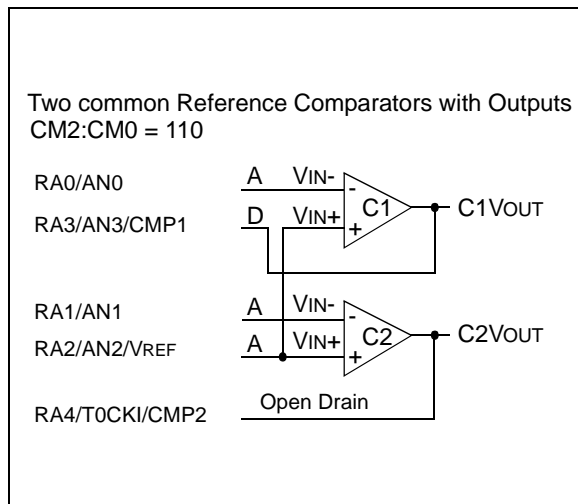 Two common Reference Comparators with Outputs
CM2:CM0 = 110
RA0/AN0 A VIN- -
C1 C1VOUT
RA3/AN3/CMP1 D VIN+ +
RA1/AN1 A VIN- -
C2 C2VOUT
RA2/AN2/VREF A VIN+ +
RA4/T0CKI/CMP2 Open Drain